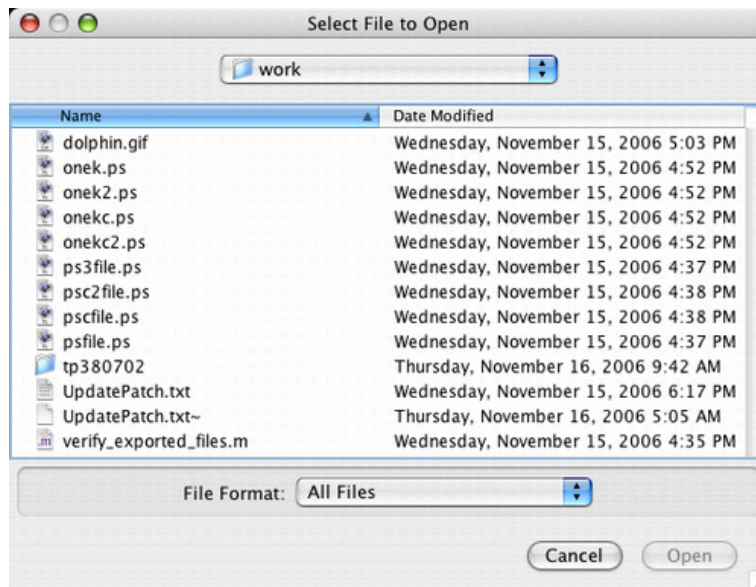 Select File to Open
work
Name Date Modified
dolphin.gif Wednesday, November 15, 2006 5:03 PM
onek.ps Wednesday, November 15, 2006 4:52 PM
onek2.ps Wednesday, November 15, 2006 4:52 PM
onekc.ps Wednesday, November 15, 2006 4:52 PM
onekc2.ps Wednesday, November 15, 2006 4:52 PM
ps3file.ps Wednesday, November 15, 2006 4:37 PM
psc2file.ps Wednesday, November 15, 2006 4:38 PM
pscfile.ps Wednesday, November 15, 2006 4:38 PM
psfile.ps Wednesday, November 15, 2006 4:37 PM
tp380702 Thursday, November 16, 2006 9:42 AM
UpdatePatch.txt Wednesday, November 15, 2006 6:17 PM
UpdatePatch.txt~ Thursday, November 16, 2006 5:05 AM
verify_exported_files.m Wednesday, November 15, 2006 4:35 PM
File Format: All Files
Cancel Open